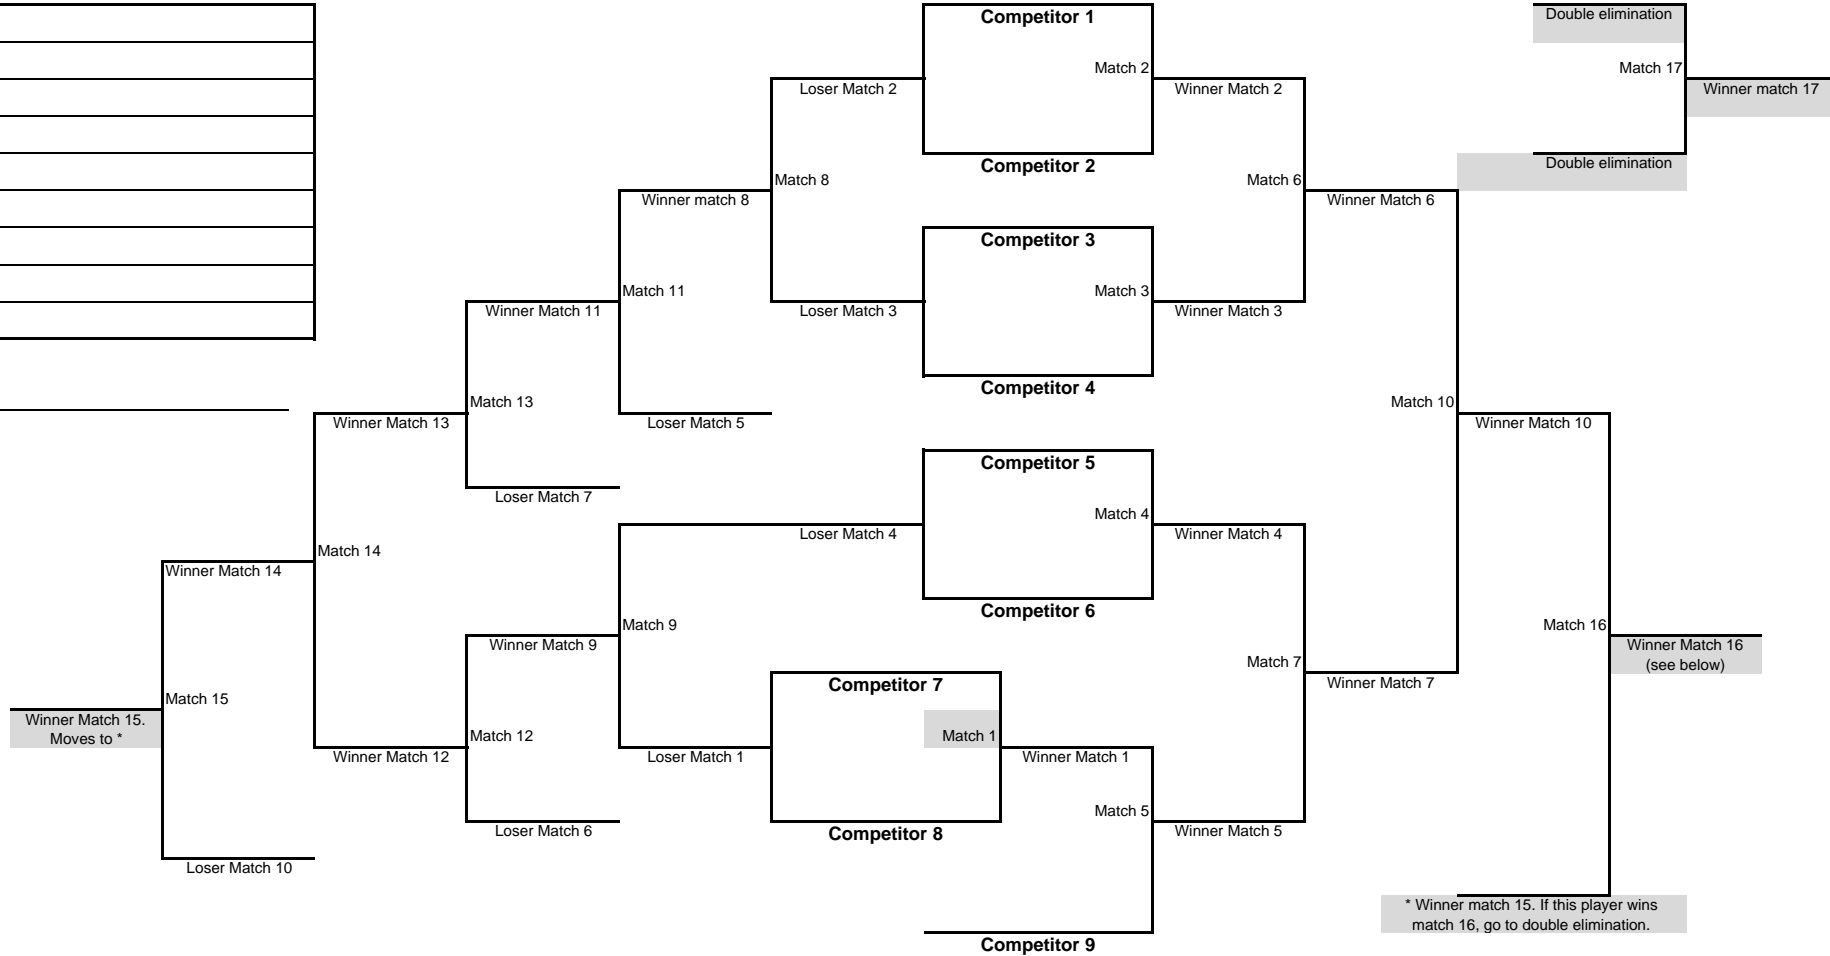 Competitor 1
Double elimination
Match 2
Match 17
Loser Match 2
Winner Match 2
Winner match 17
Competitor 2
Double elimination
Match 8
Match 6
Winner match 8
Winner Match 6
Competitor 3
Match 11
Match 3
Winner Match 11
Loser Match 3
Winner Match 3
Competitor 4
Match 13
Match 10
Winner Match 13
Loser Match 5
Winner Match 10
Competitor 5
Loser Match 7
Match 4
Loser Match 4
Winner Match 4
Match 14
Winner Match 14
Competitor 6
Match 9
Match 16
Winner Match 9
Winner Match 16
(see below)
Match 7
Competitor 7
Winner Match 7
Match 15
Winner Match 15.
Moves to *
Match 12
Match 1
Winner Match 12
Loser Match 1
Winner Match 1
Match 5
Loser Match 6
Competitor 8
Winner Match 5
Loser Match 10
* Winner match 15. If this player wins
match 16, go to double elimination.
Competitor 9